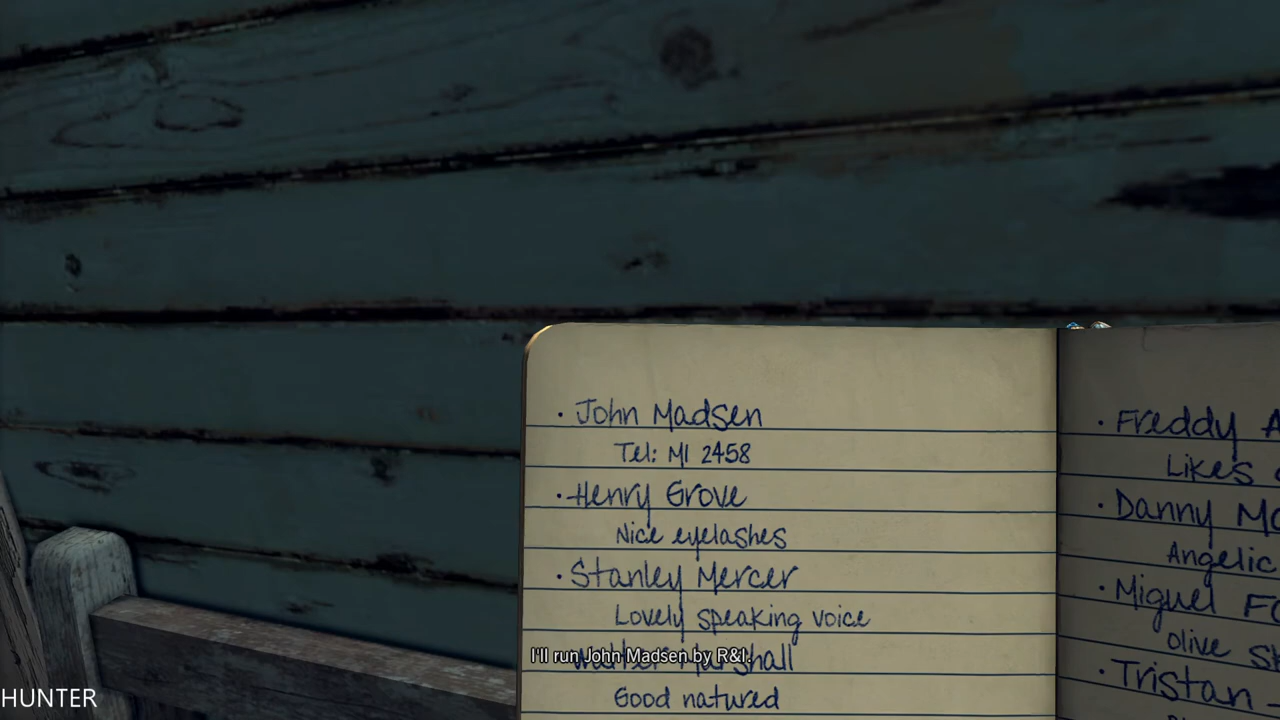 · John Madsen
Tel: MI 2458
· Henry Grove
Nice eyelashes
· Stanley Mercer
Lovely speaking voice
Good natured
· Freddy
Likes
· Danny
Angelic
· Miguel
olive
· Tristan
I'll run John Madsen by R&I.
HUNTER